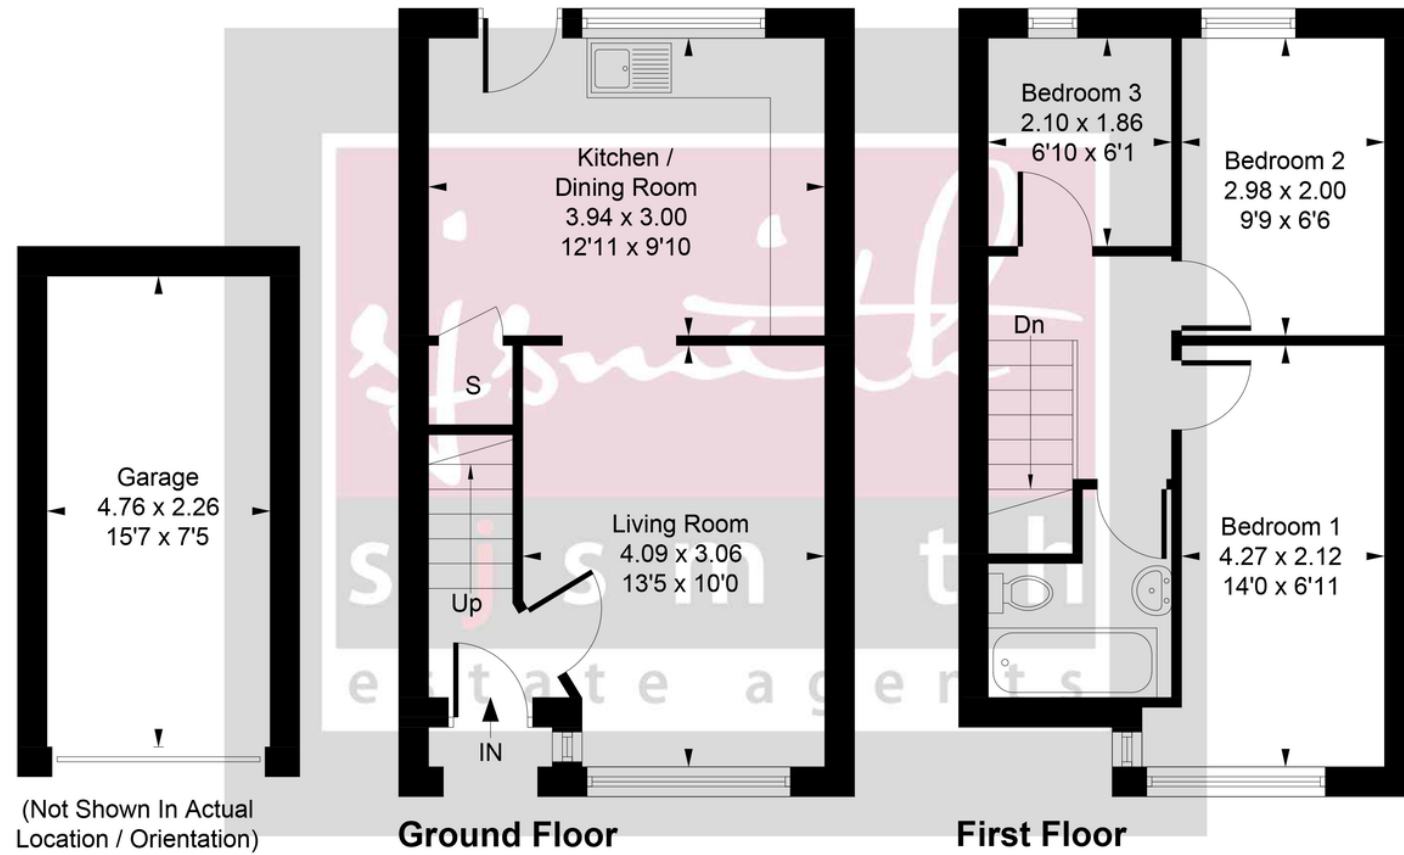 Kitchen /
Dining Room
3.94 x 3.00
12'11 x 9'10
S
Up
Living Room
4.09 x 3.06
13'5 x 10'0
IN
Bedroom 3
2.10 x 1.86
6'10 x 6'1
Bedroom 2
2.98 x 2.00
9'9 x 6'6
Dn
Bedroom 1
4.27 x 2.12
14'0 x 6'11
Garage
4.76 x 2.26
15'7 x 7'5
(Not Shown In Actual
Location / Orientation)
Ground Floor
First Floor
sjsmith
s j s m th
estate agents